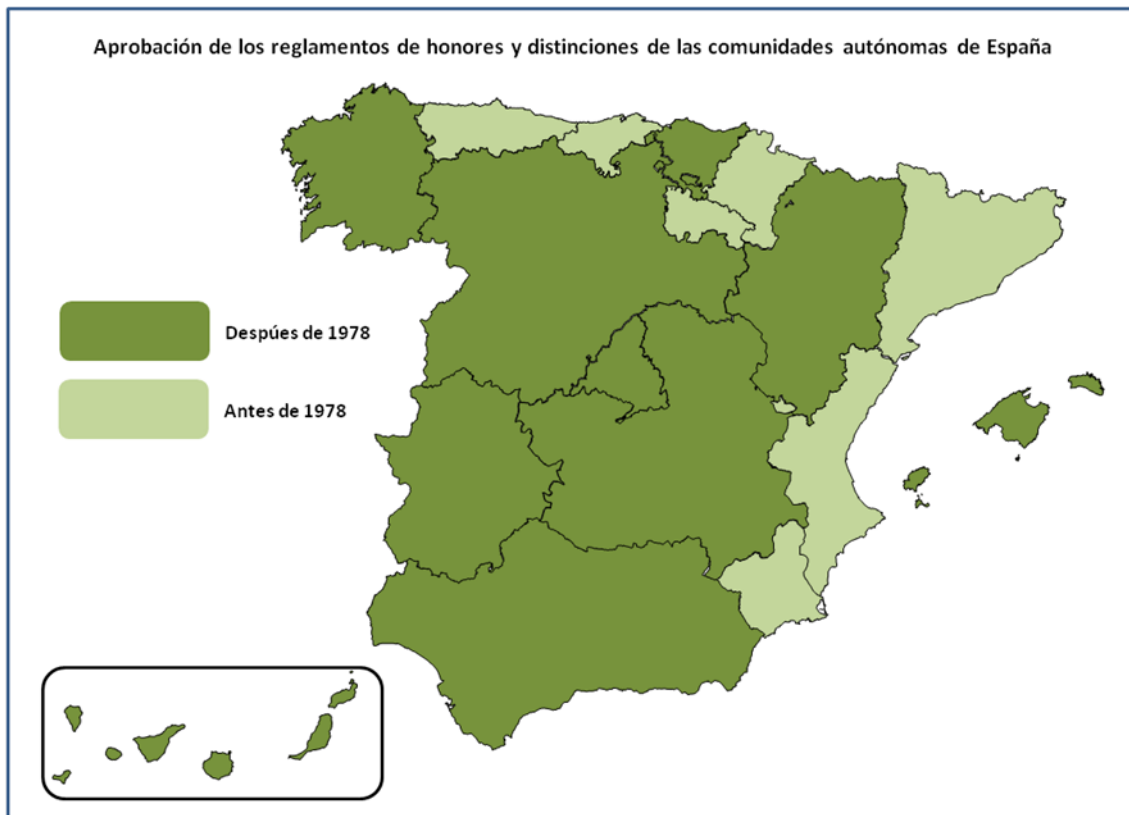 Aprobación de los reglamentos de honores y distinciones de las comunidades autónomas de España
Despúes de 1978
Antes de 1978